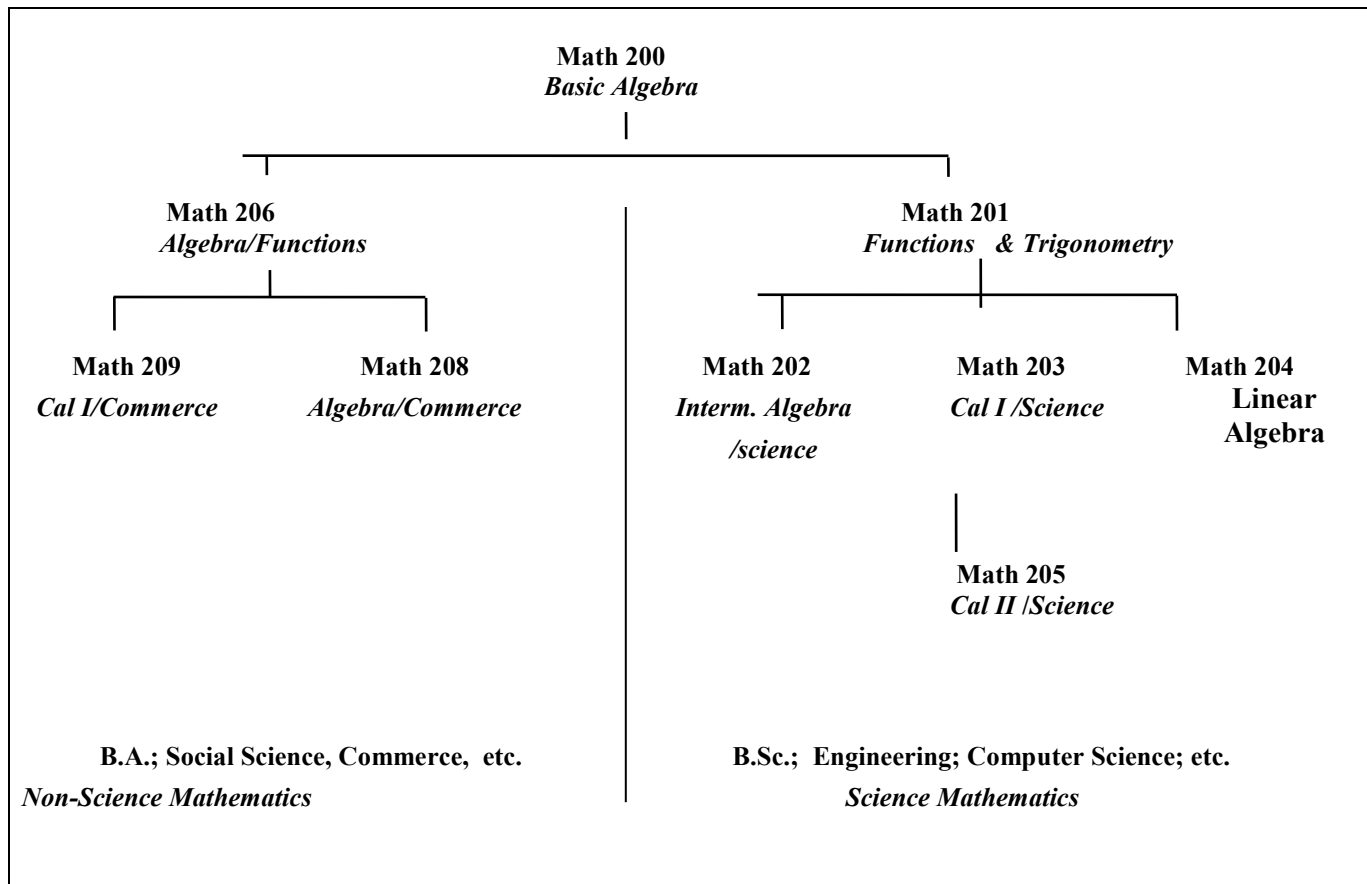 Math 200
Basic Algebra
Math 206
Algebra/Functions
Math 201
Functions & Trigonometry
Math 209
Cal I/Commerce
Math 208
Algebra/Commerce
Math 202
Interm. Algebra
/science
Math 203
Cal I /Science
Math 204
Linear
Algebra
Math 205
Cal II /Science
B.A.; Social Science, Commerce, etc.
Non-Science Mathematics
B.Sc.; Engineering; Computer Science; etc.
Science Mathematics